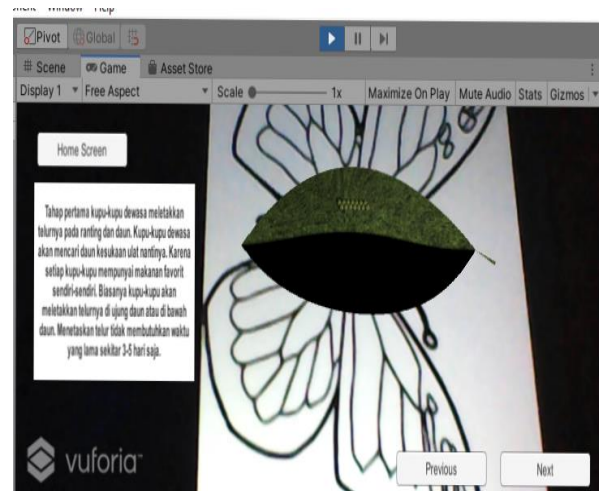 Window Help
Pivot Global
Scene Game Asset Store
Display 1 Free Aspect Scale 1x Maximize On Play Mute Audio Stats Gizmos
Home Screen
Tahap pertama kupu-kupu dewasa meletakkan
telurnya pada ranting dan daun. Kupu-kupu dewasa
akan mencari daun kesukaan ulat nantinya. Karena
setiap kupu-kupu mempunyai makanan favorit
sendiri-sendiri. Biasanya kupu-kupu akan
meletakkan telurnya di ujung daun atau di bawah
daun. Menetaskan telur tidak membutuhkan waktu
yang lama sekitar 3-5 hari saja.
vuforia™
Previous Next